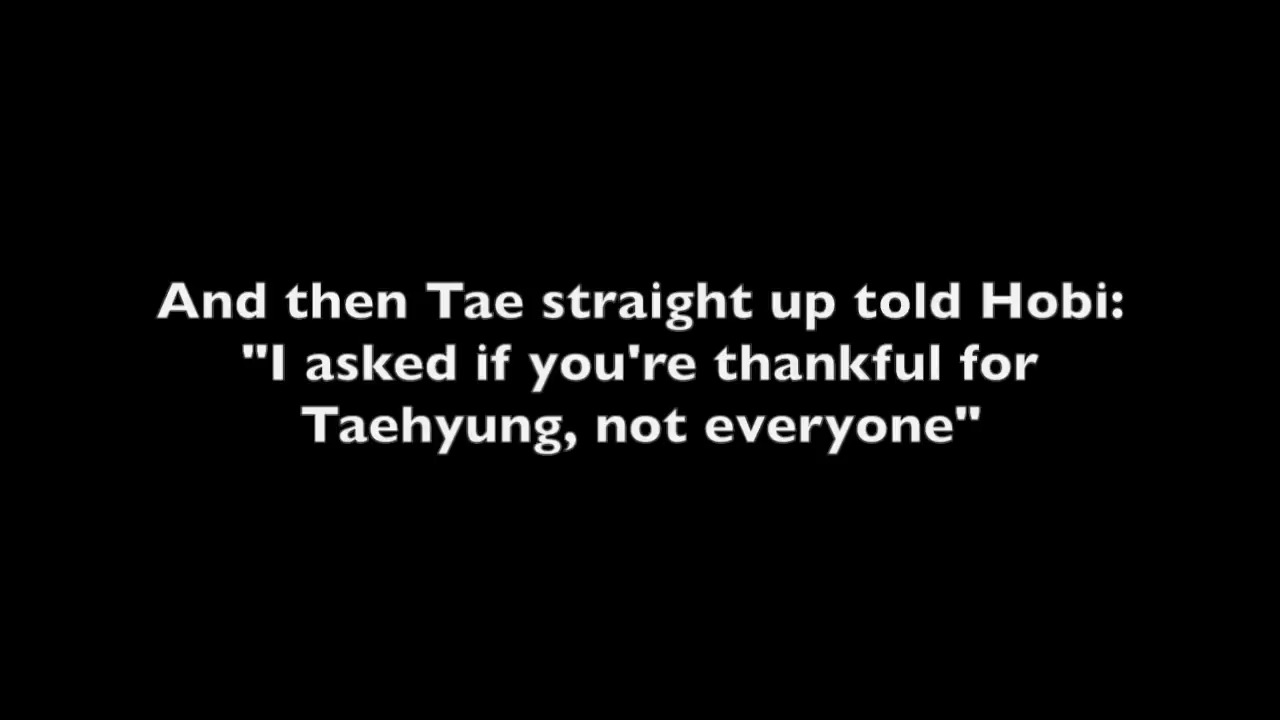 And then Tae straight up told Hobi:
"I asked if you're thankful for
Taehyung, not everyone"